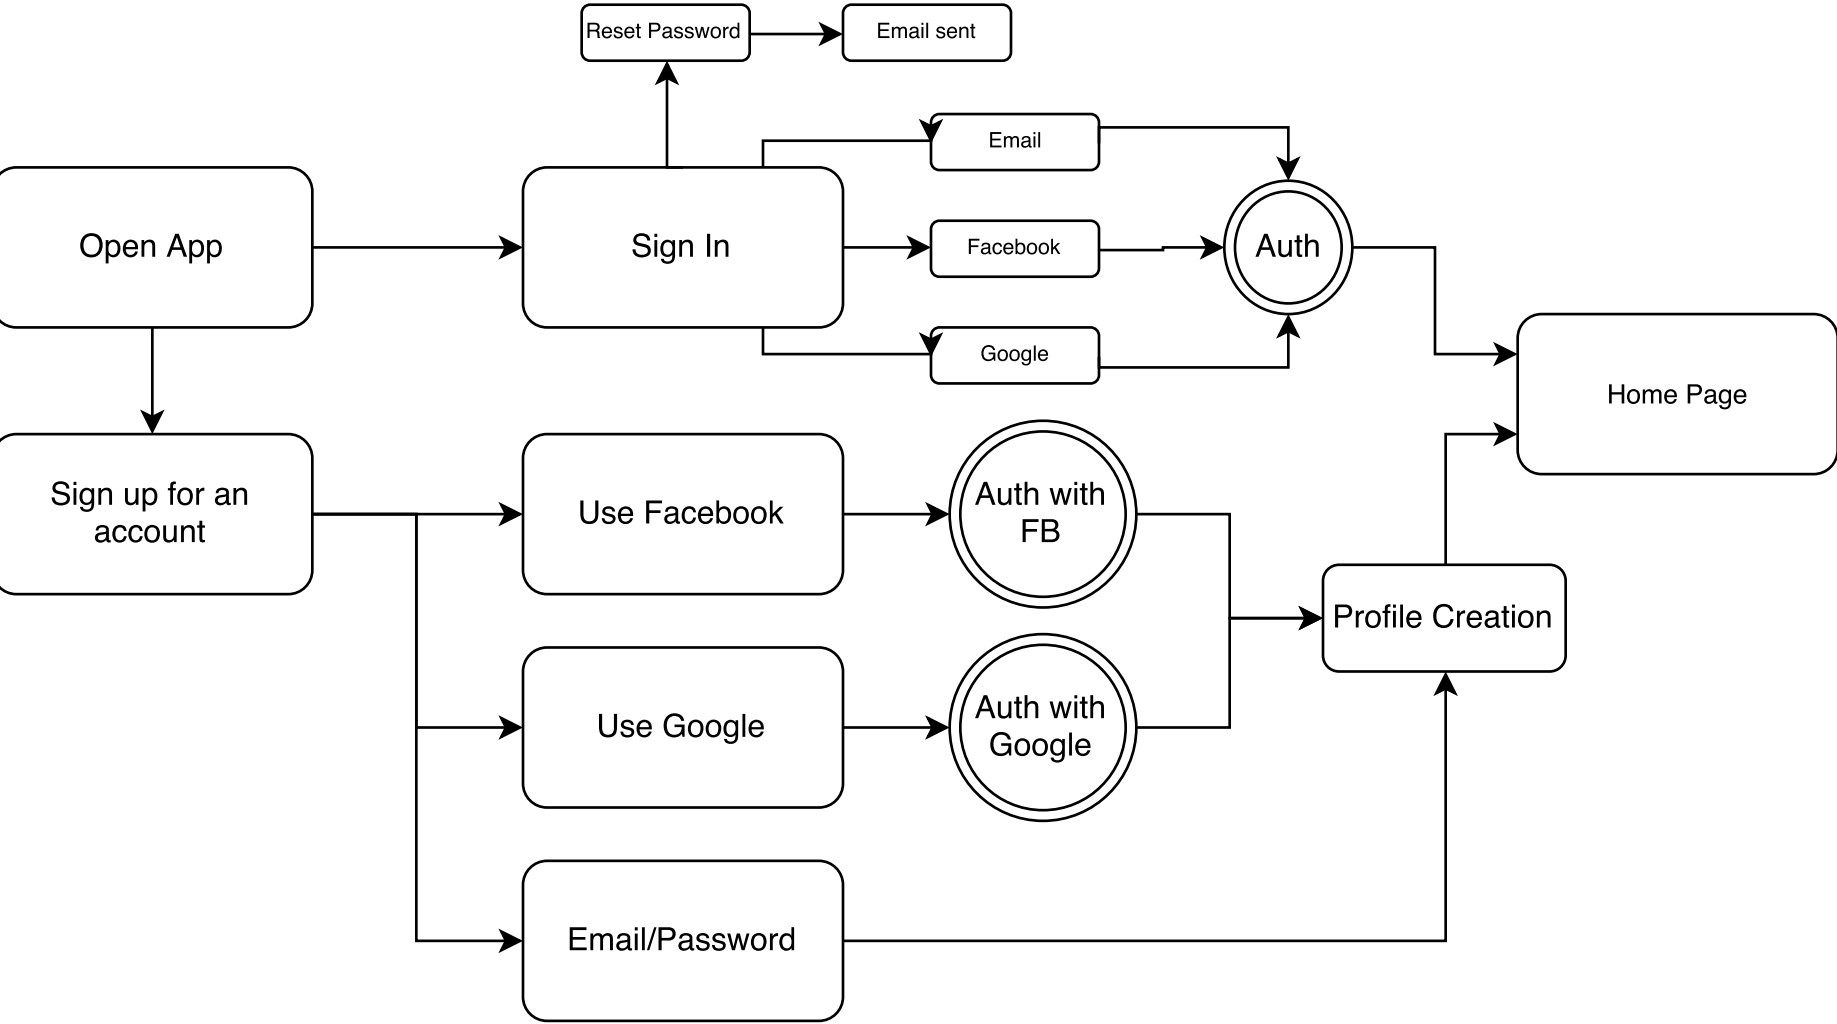 Reset Password
Email sent
Email
Open App
Sign In
Facebook
Auth
Google
Home Page
Sign up for an
account
Use Facebook
Auth with
FB
Profile Creation
Use Google
Auth with
Google
Email/Password